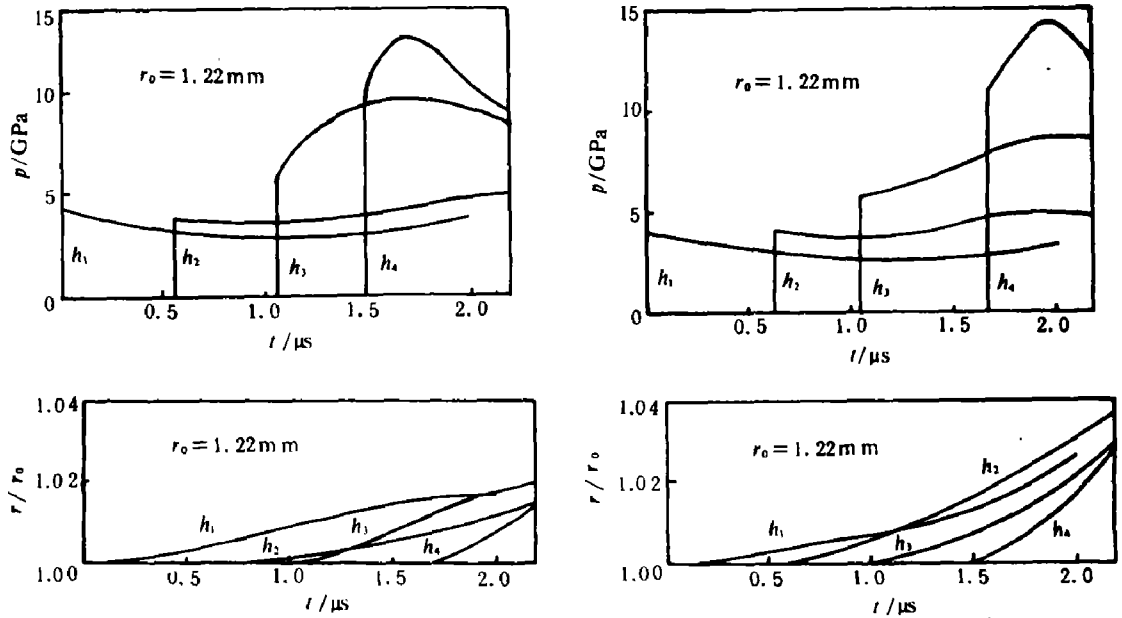 15
10
5
0
p/GPa
r₀=1.22mm
h₁
h₂
h₃
h₄
0.5
1.0
1.5
2.0
t/μs
15
10
5
0
p/GPa
r₀=1.22mm
h₁
h₂
h₃
h₄
0.5
1.0
1.5
2.0
t/μs
1.04
1.02
1.00
r/r₀
r₀=1.22mm
h₁
h₂
h₃
h₄
0.5
1.0
1.5
2.0
t/μs
1.04
1.02
1.00
r/r₀
r₀=1.22mm
h₁
h₂
h₃
h₄
0.5
1.0
1.5
2.0
t/μs